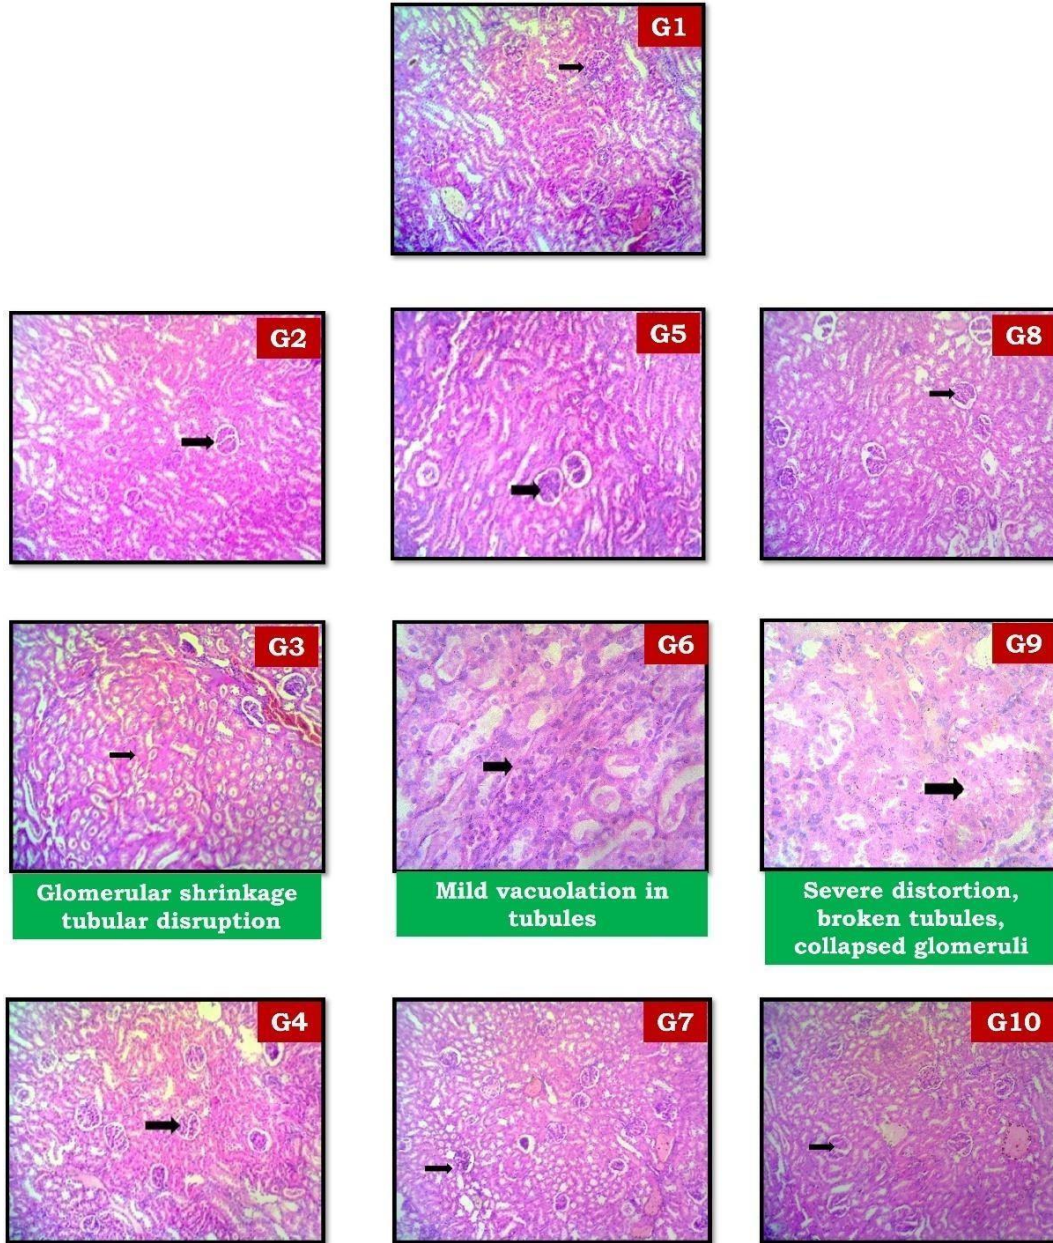 G1
G2
G5
G8
G3
G6
G9
Glomerular shrinkage
tubular disruption
Mild vacuolation in
tubules
Severe distortion,
broken tubules,
collapsed glomeruli
G4
G7
G10